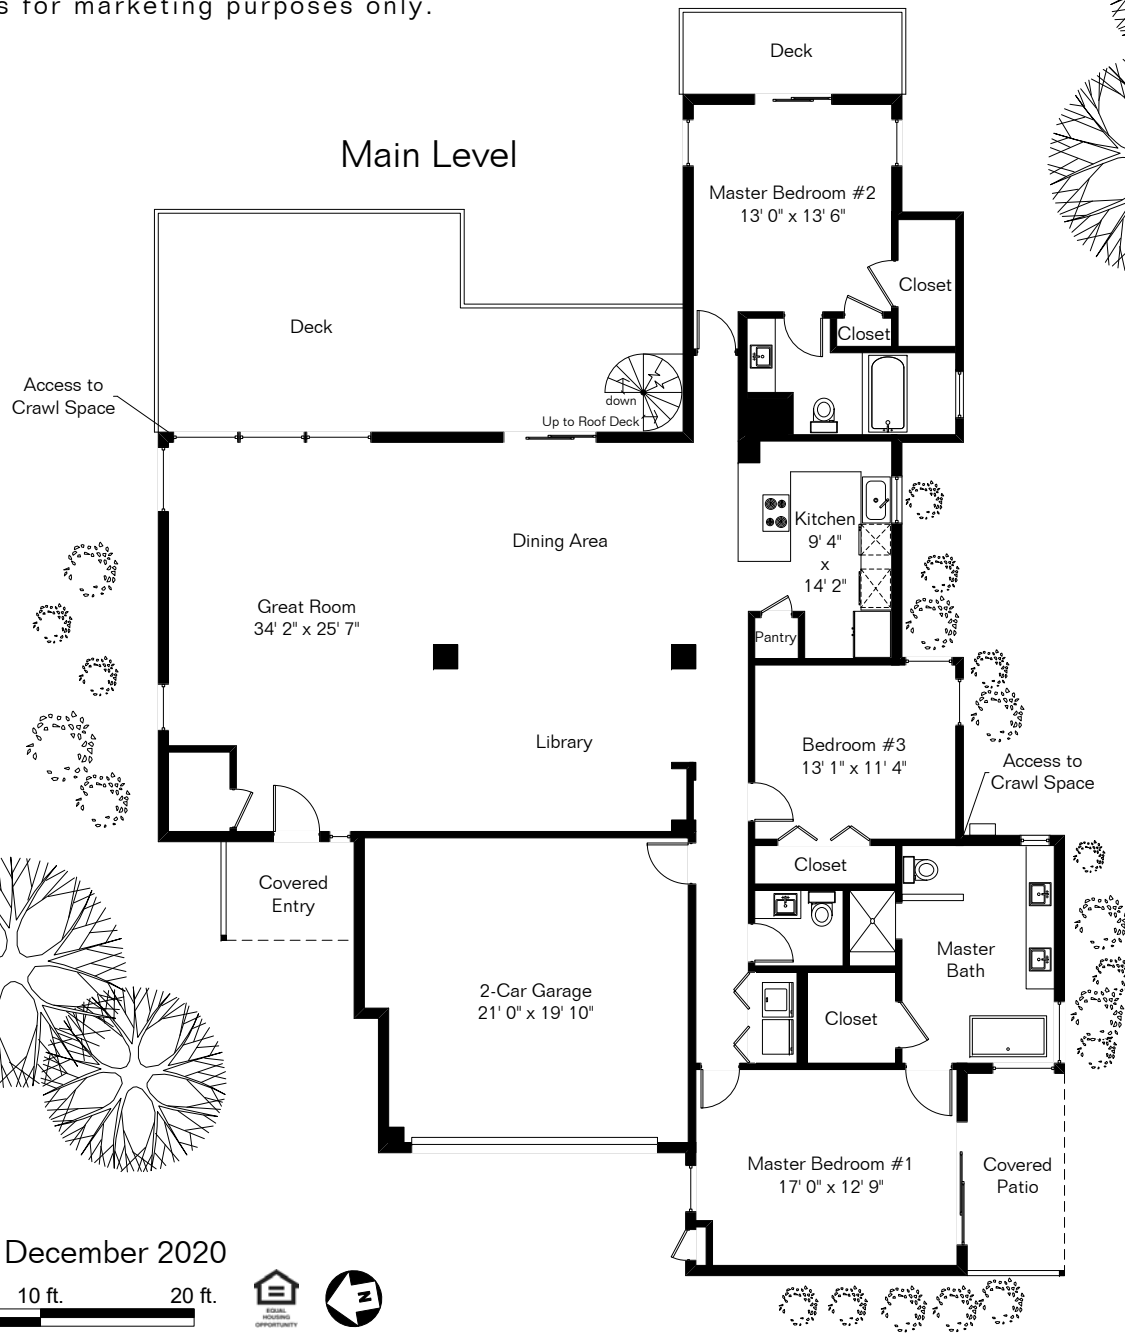 s for marketing purposes only.
Deck
Main Level
Master Bedroom #2
13' 0" x 13' 6"
Closet
Deck
Closet
Access to
Crawl Space
down
Up to Roof Deck
Kitchen
9' 4"
x
14' 2"
Dining Area
Great Room
34' 2" x 25' 7"
Pantry
Library
Bedroom #3
13' 1" x 11' 4"
Access to
Crawl Space
Closet
Covered
Entry
Master
Bath
2-Car Garage
21' 0" x 19' 10"
Closet
Master Bedroom #1
17' 0" x 12' 9"
Covered
Patio
December 2020
10 ft.
20 ft.
EQUAL
HOUSING
OPPORTUNITY
N